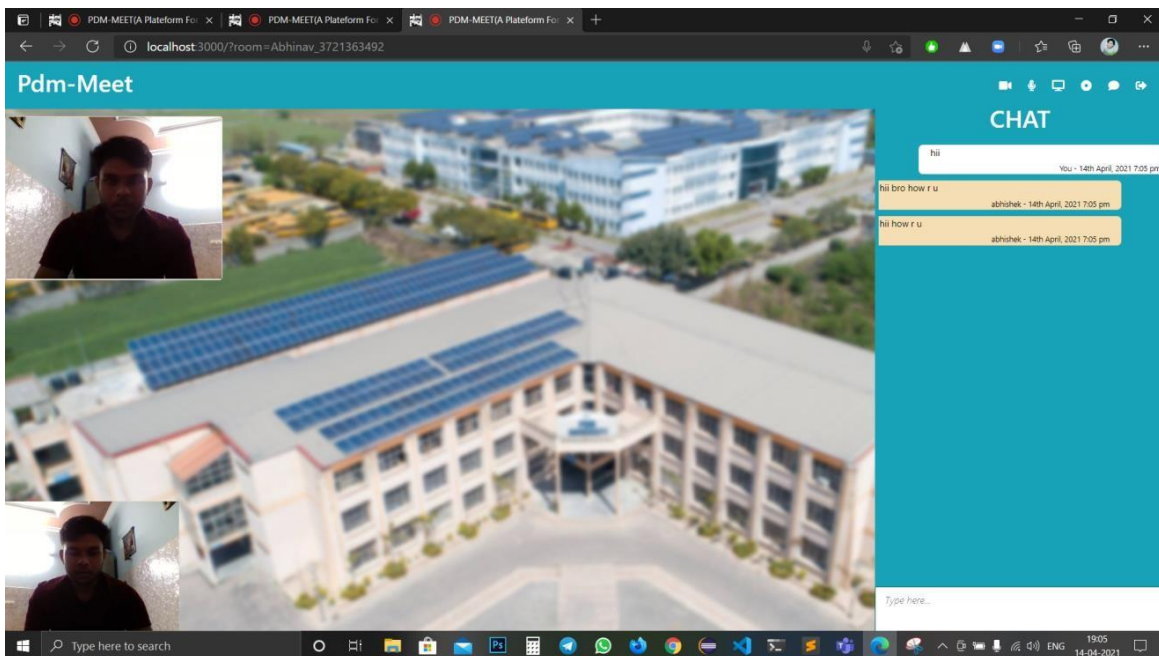 PDM-MEET(A Plateform For
PDM-MEET(A Plateform For
PDM-MEET(A Plateform For
localhost:3000/?room=Abhinav_3721363492
Pdm-Meet
CHAT
hii
You - 14th April, 2021 7:05 pm
hii bro how r u
abhishek - 14th April, 2021 7:05 pm
hii how r u
abhishek - 14th April, 2021 7:05 pm
Type here...
Type here to search
Ps
ENG
19:05
14-04-2021